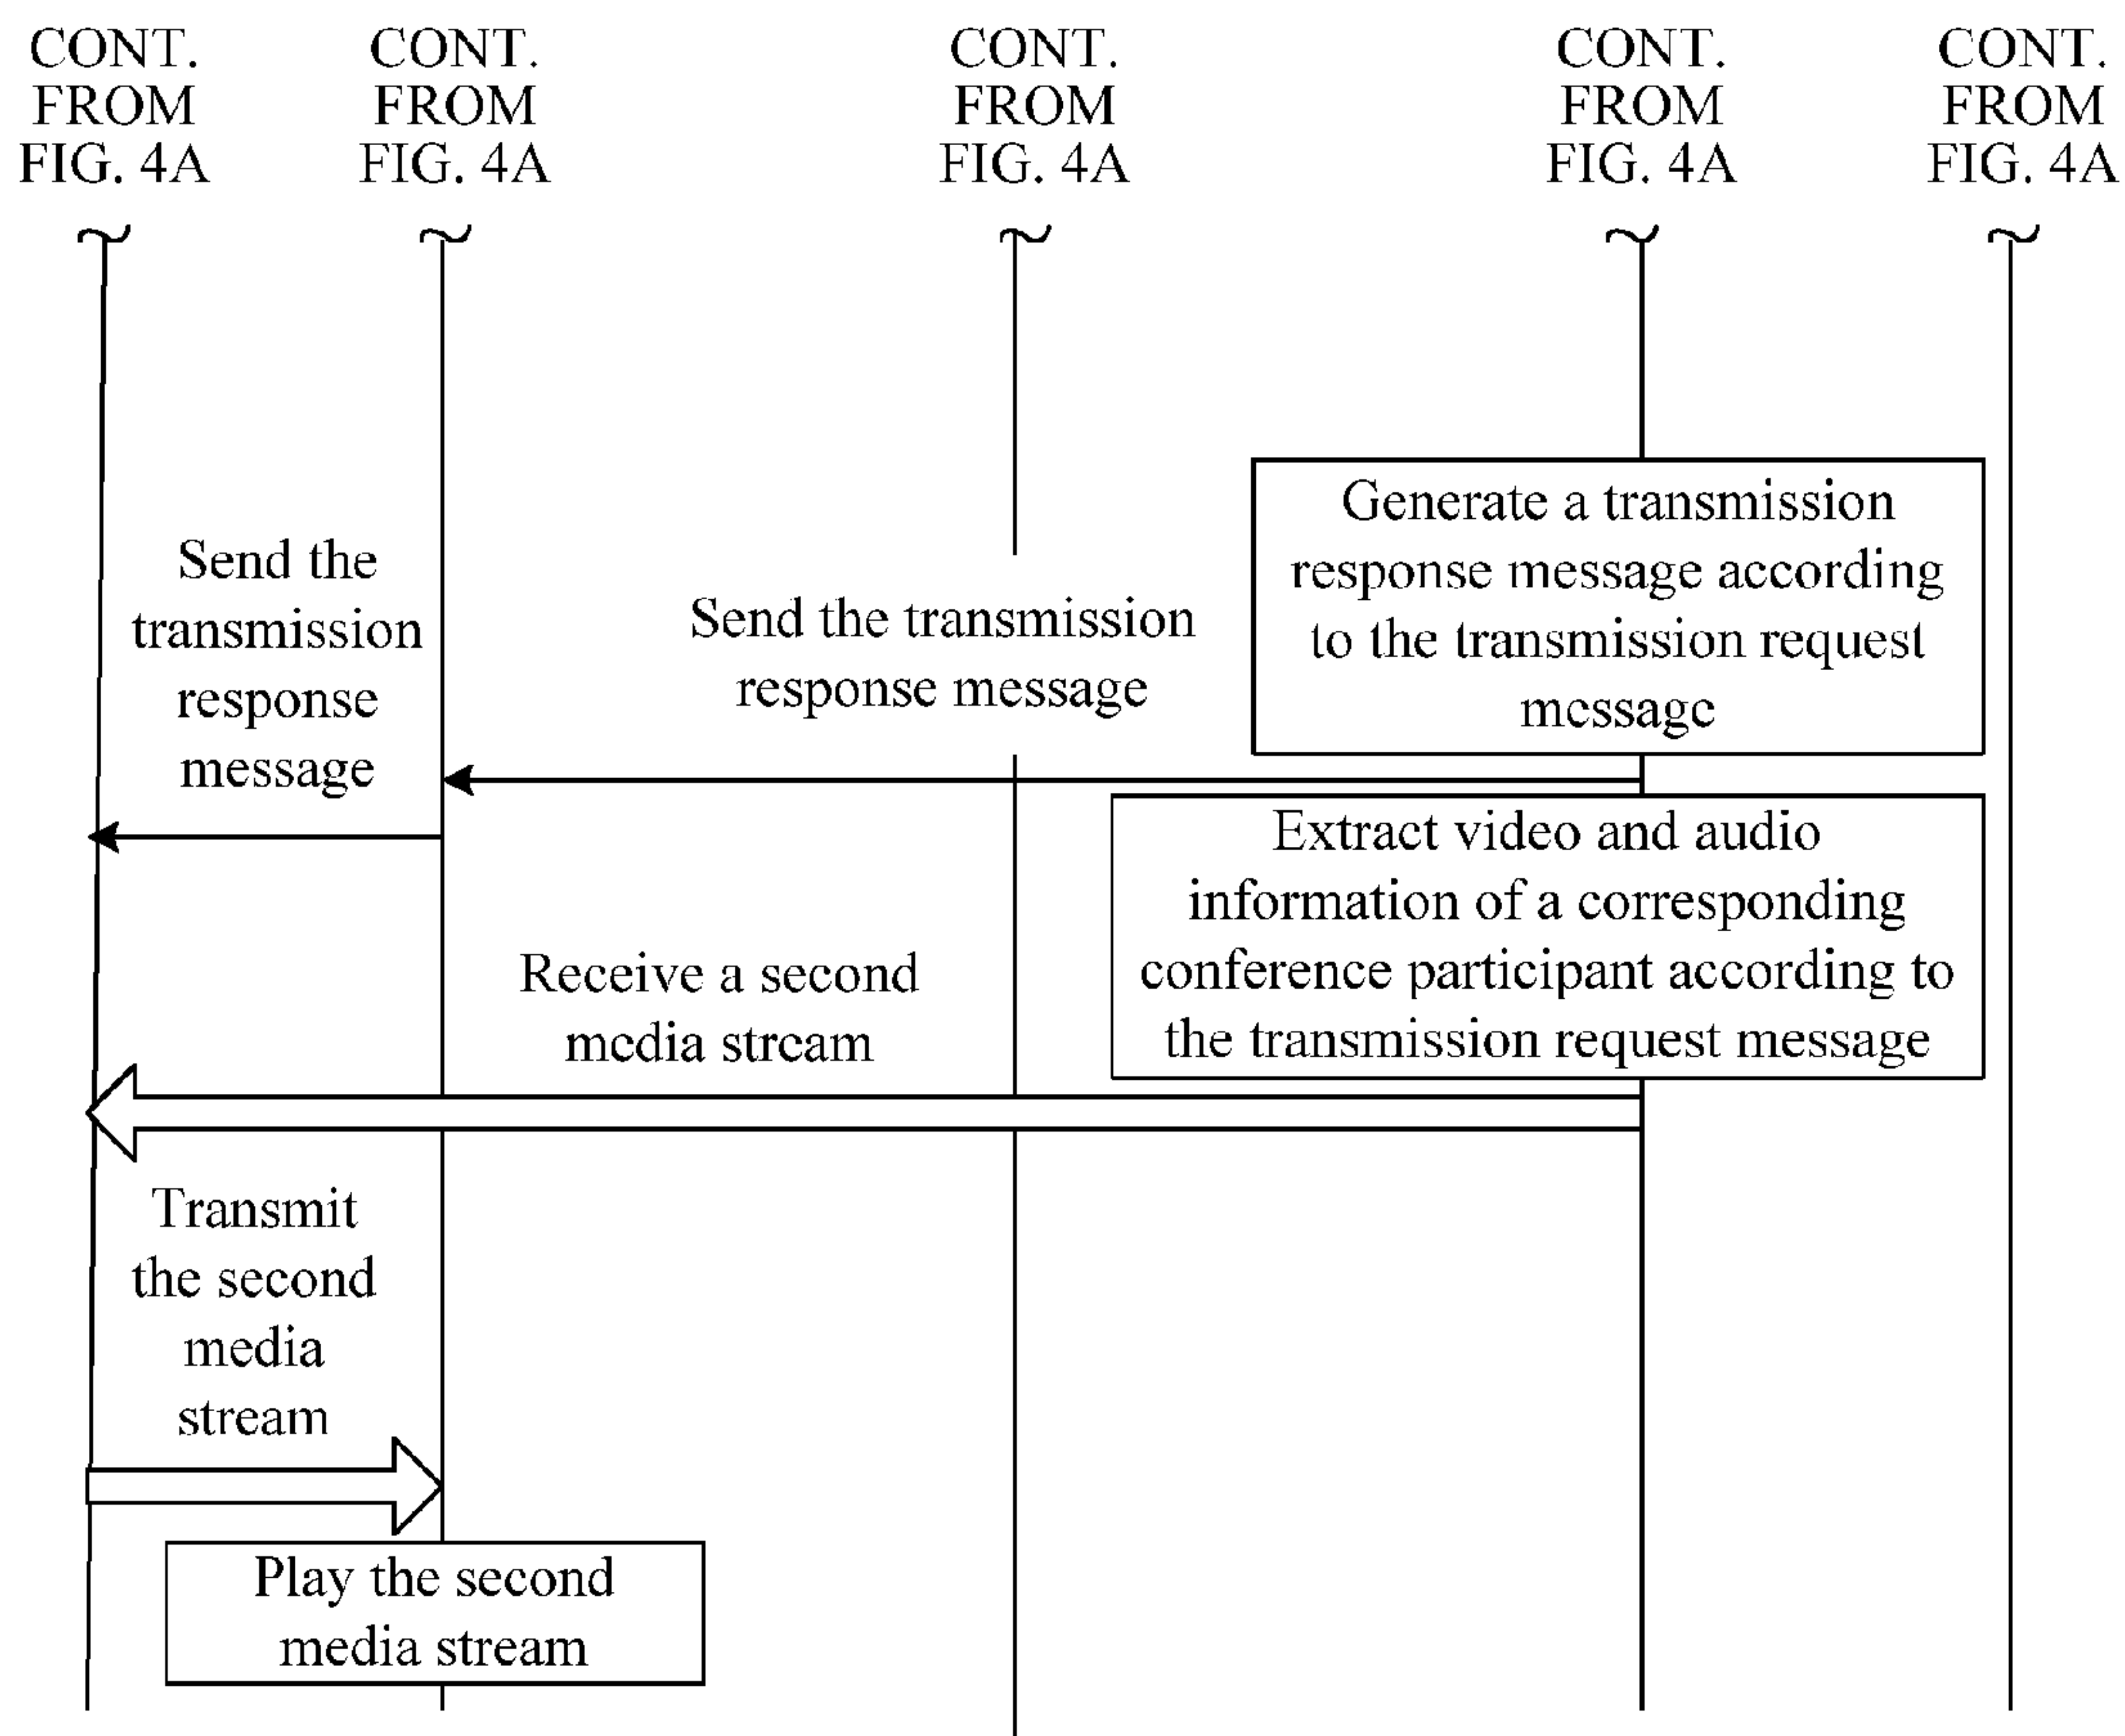 CONT.
FROM
FIG. 4A
CONT.
FROM
FIG. 4A
CONT.
FROM
FIG. 4A
CONT.
FROM
FIG. 4A
CONT.
FROM
FIG. 4A
Generate a transmission
response message according
to the transmission request
message
Send the
transmission
response
message
Send the transmission
response message
Extract video and audio
information of a corresponding
conference participant according to
the transmission request message
Receive a second
media stream
Transmit
the second
media
stream
Play the second
media stream